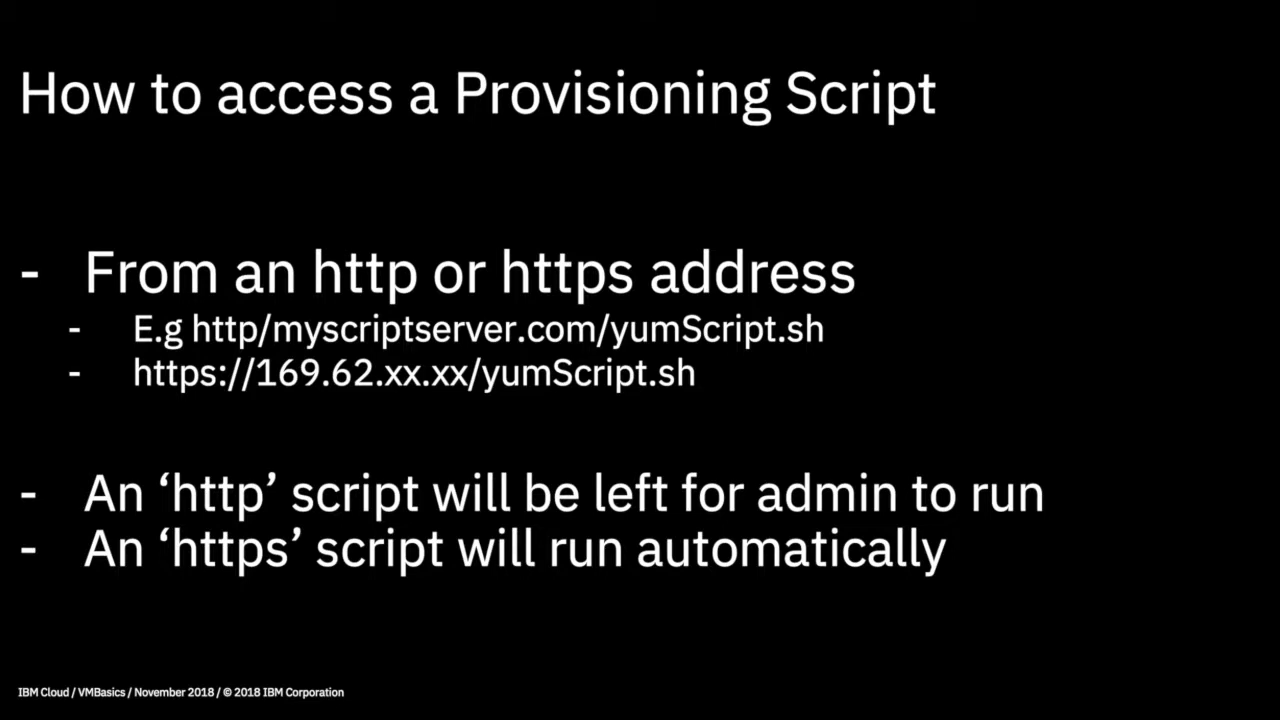 How to access a Provisioning Script
- From an http or https address
- E.g http/myscriptserver.com/yumScript.sh
- https://169.62.xx.xx/yumScript.sh
- An ‘http’ script will be left for admin to run
- An ‘https’ script will run automatically
IBM Cloud / VMBasics / November 2018 / © 2018 IBM Corporation